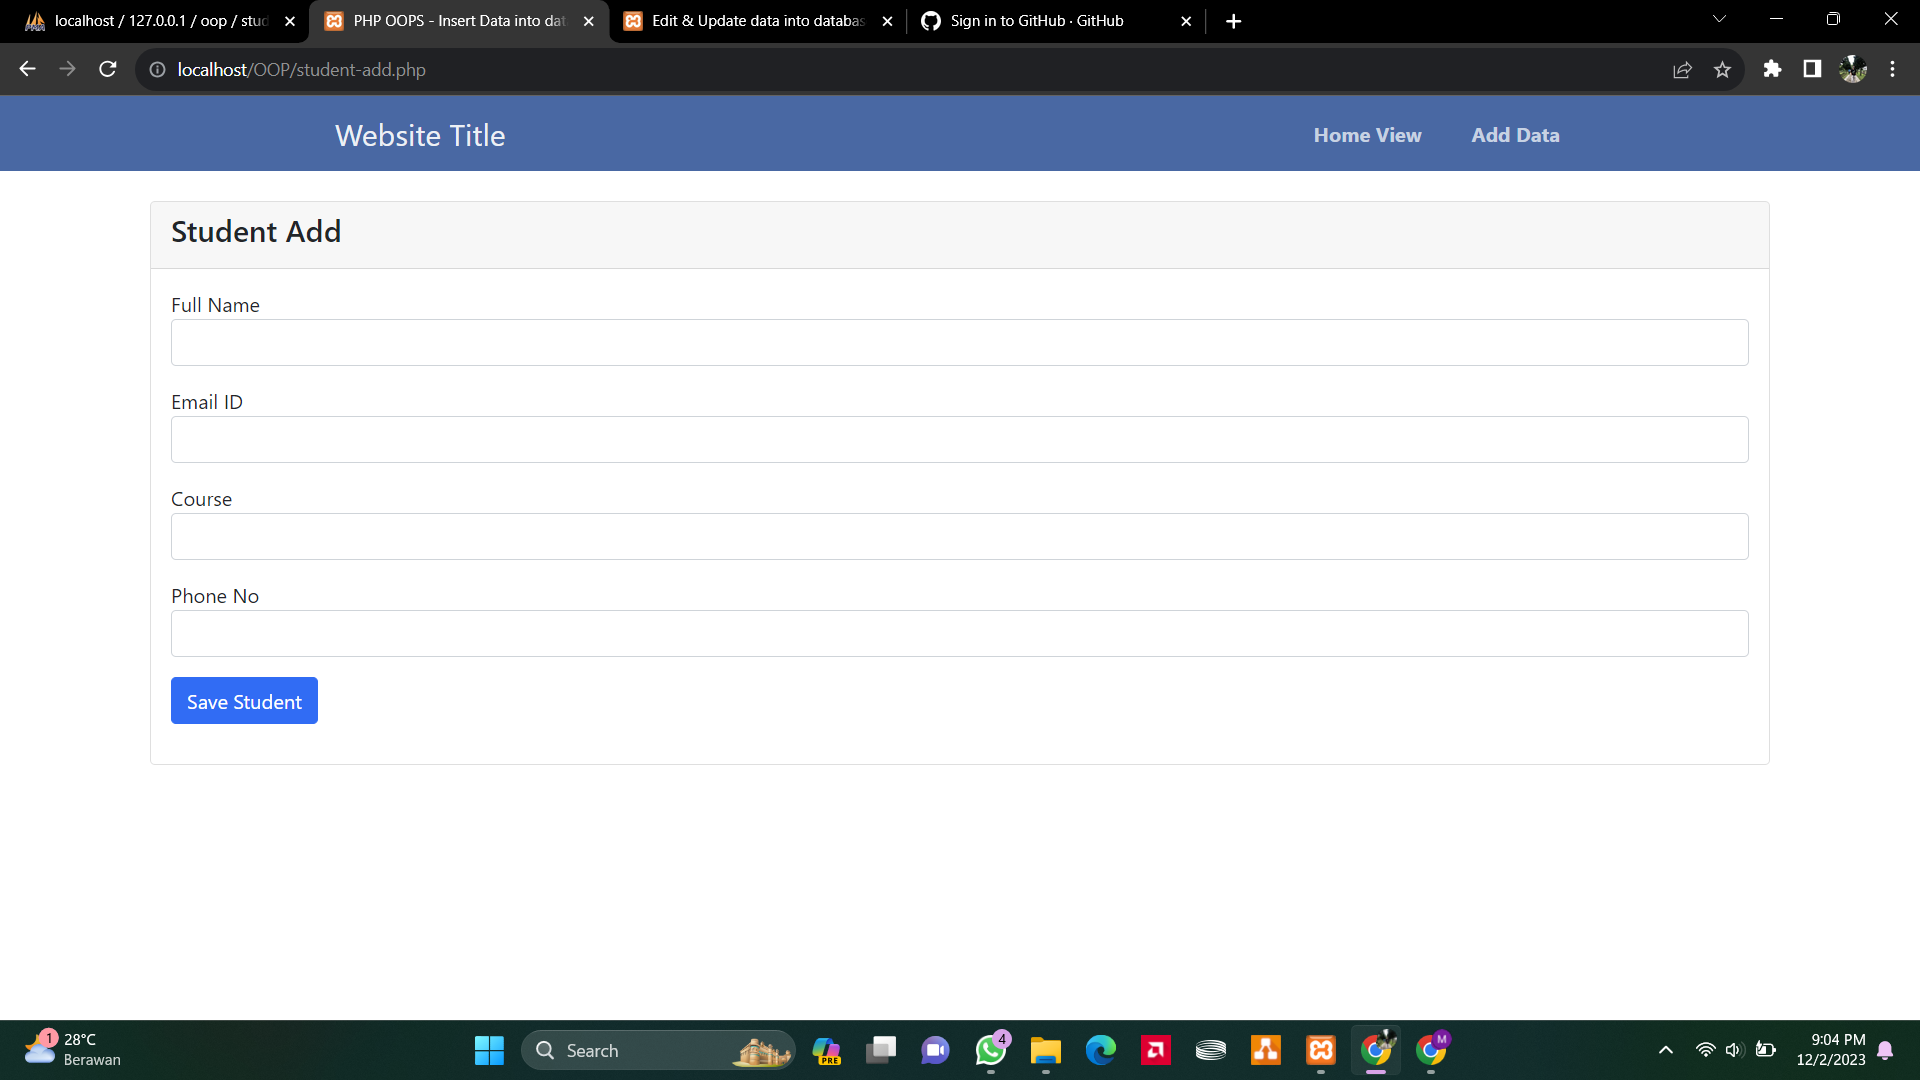 localhost / 127.0.0.1 / oop / stud
PHP OOPS - Insert Data into dat
Edit & Update data into databas
Sign in to GitHub · GitHub
localhost/OOP/student-add.php
Website Title
Home View
Add Data
Student Add
Full Name
Email ID
Course
Phone No
Save Student
1
28°C
Berawan
Search
PRE
4
M
9:04 PM
12/2/2023